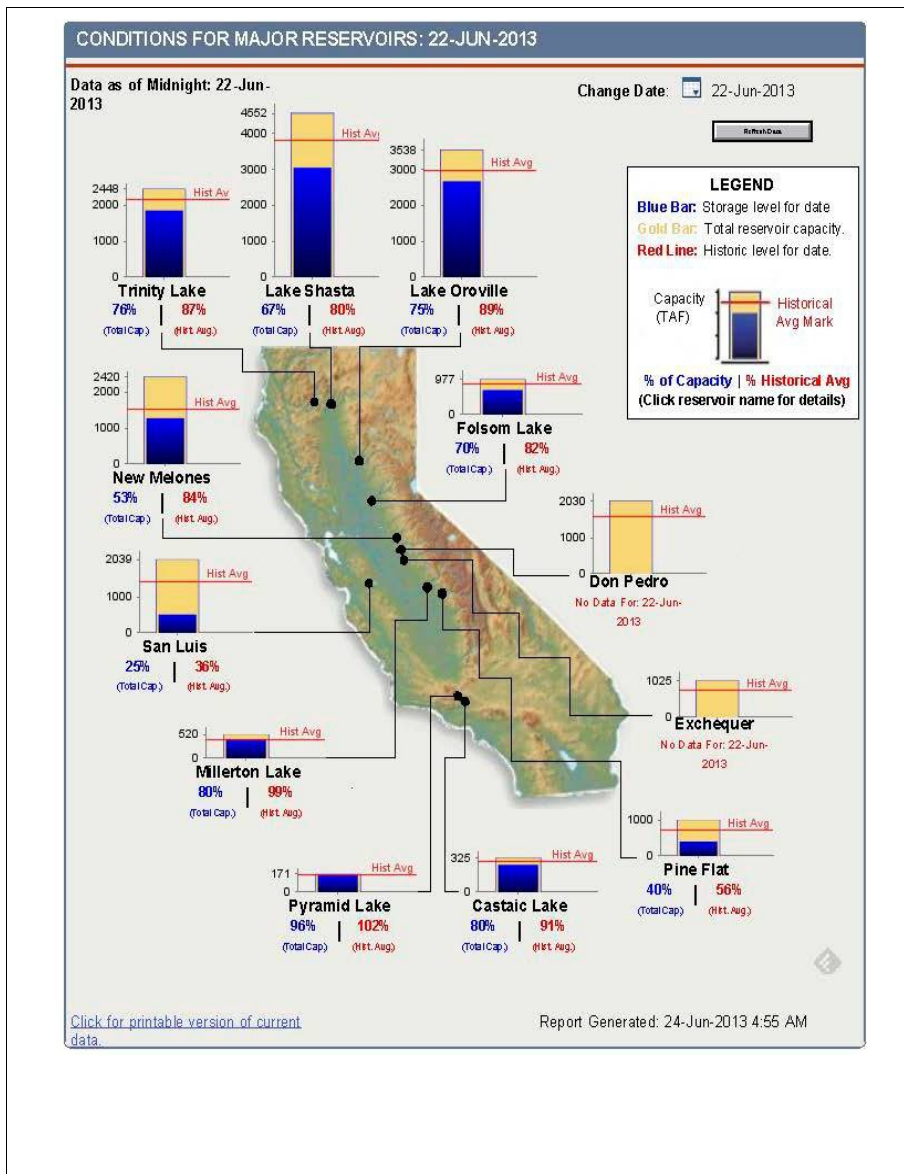 CONDITIONS FOR MAJOR RESERVOIRS: 22-JUN-2013
Data as of Midnight: 22-Jun-
2013
Change Date: 22-Jun-2013
Refresh Data
LEGEND
Blue Bar: Storage level for date
Gold Bar: Total reservoir capacity.
Red Line: Historic level for date.
Capacity
(TAF)
Historical
Avg Mark
% of Capacity | % Historical Avg
(Click reservoir name for details)
2448
2000
1000
0
Hist Av
Trinity Lake
76% | 87%
(Total Cap.) (Hist. Avg.)
4552
4000
3000
2000
1000
0
Hist Av
Lake Shasta
67% | 80%
(Total Cap.) (Hist. Avg.)
3538
3000
2000
1000
0
Hist Avg
Lake Oroville
75% | 89%
(Total Cap.) (Hist. Avg.)
2420
2000
1000
0
Hist Avg
New Melones
53% | 84%
(Total Cap.) (Hist. Avg.)
977
0
Hist Avg
Folsom Lake
70% | 82%
(Total Cap.) (Hist. Avg.)
2030
1000
0
Hist Avg
Don Pedro
No Data For: 22-Jun-
2013
2039
1000
0
Hist Avg
San Luis
25% | 36%
(Total Cap.) (Hist. Avg.)
1025
0
Hist Avg
Exchequer
No Data For: 22-Jun-
2013
520
0
Hist Avg
Millerton Lake
80% | 99%
(Total Cap.) (Hist. Avg.)
1000
0
Hist Avg
Pine Flat
40% | 56%
(Total Cap.) (Hist. Avg.)
171
0
Hist Avg
Pyramid Lake
96% | 102%
(Total Cap.) (Hist. Avg.)
325
0
Hist Avg
Castaic Lake
80% | 91%
(Total Cap.) (Hist. Avg.)
Click for printable version of current
data.
Report Generated: 24-Jun-2013 4:55 AM